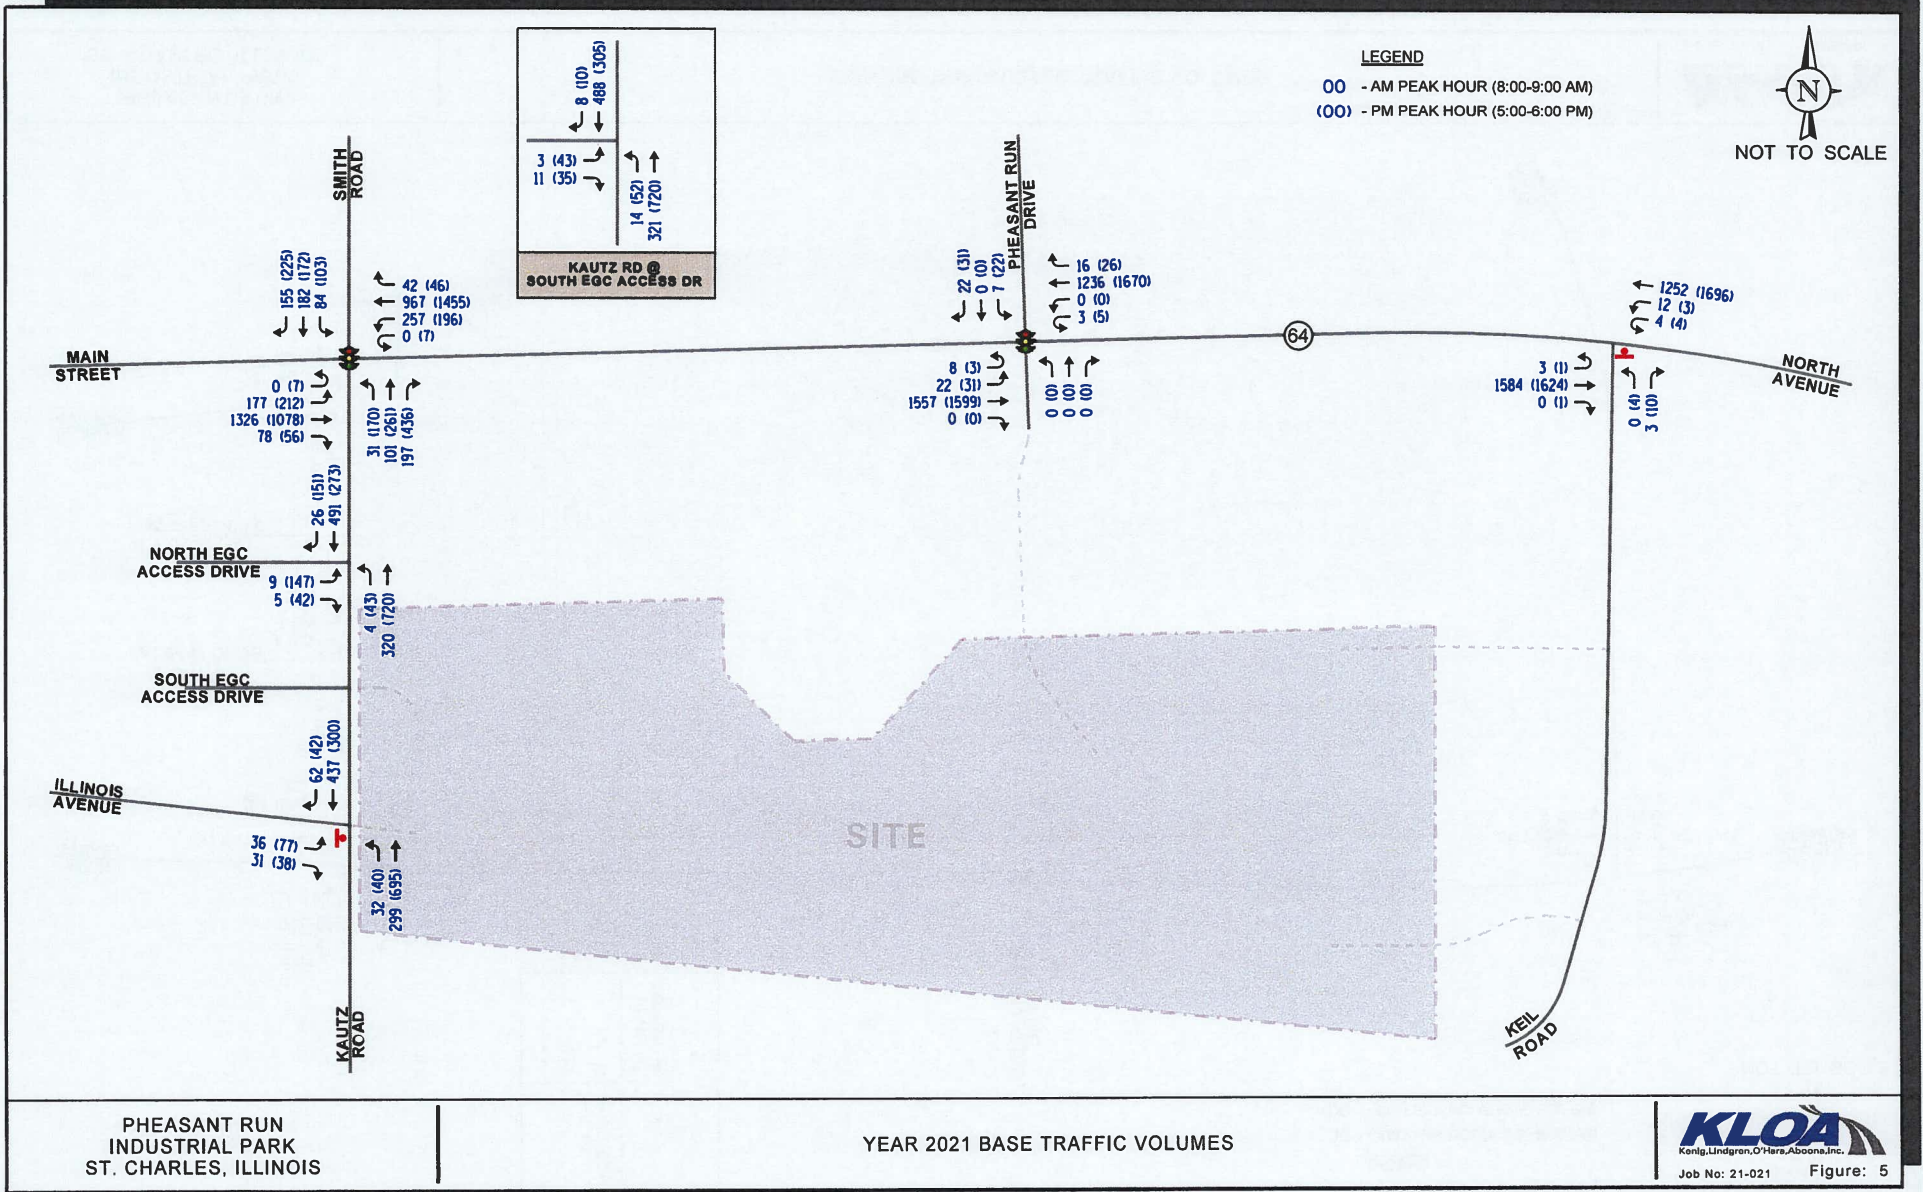 8 (10)
488 (305)
3 (43)
11 (35)
14 (52)
321 (720)
KAUTZ RD @
SOUTH EGC ACCESS DR
LEGEND
00 - AM PEAK HOUR (8:00-9:00 AM)
(00) - PM PEAK HOUR (5:00-6:00 PM)
N
NOT TO SCALE
SMITH
ROAD
PHEASANT RUN
DRIVE
155 (225)
182 (172)
84 (103)
42 (46)
967 (1455)
257 (196)
0 (7)
22 (31)
0 (0)
7 (22)
16 (26)
1236 (1670)
0 (0)
3 (5)
64
1252 (1696)
12 (3)
4 (4)
MAIN
STREET
NORTH
AVENUE
0 (7)
177 (212)
1326 (1078)
78 (56)
31 (170)
101 (261)
197 (436)
8 (3)
22 (31)
1557 (1599)
0 (0)
0 (0)
0 (0)
0 (0)
3 (1)
1584 (1624)
0 (1)
0 (4)
3 (10)
26 (151)
491 (273)
NORTH EGC
ACCESS DRIVE
9 (147)
5 (42)
4 (43)
320 (720)
SOUTH EGC
ACCESS DRIVE
62 (42)
437 (300)
ILLINOIS
AVENUE
36 (77)
31 (38)
32 (40)
299 (695)
SITE
KAUTZ
ROAD
KEIL
ROAD
PHEASANT RUN
INDUSTRIAL PARK
ST. CHARLES, ILLINOIS
YEAR 2021 BASE TRAFFIC VOLUMES
KLOA
Kenig,Lindgren,O'Hara,Aboona,Inc.
Job No: 21-021 Figure: 5